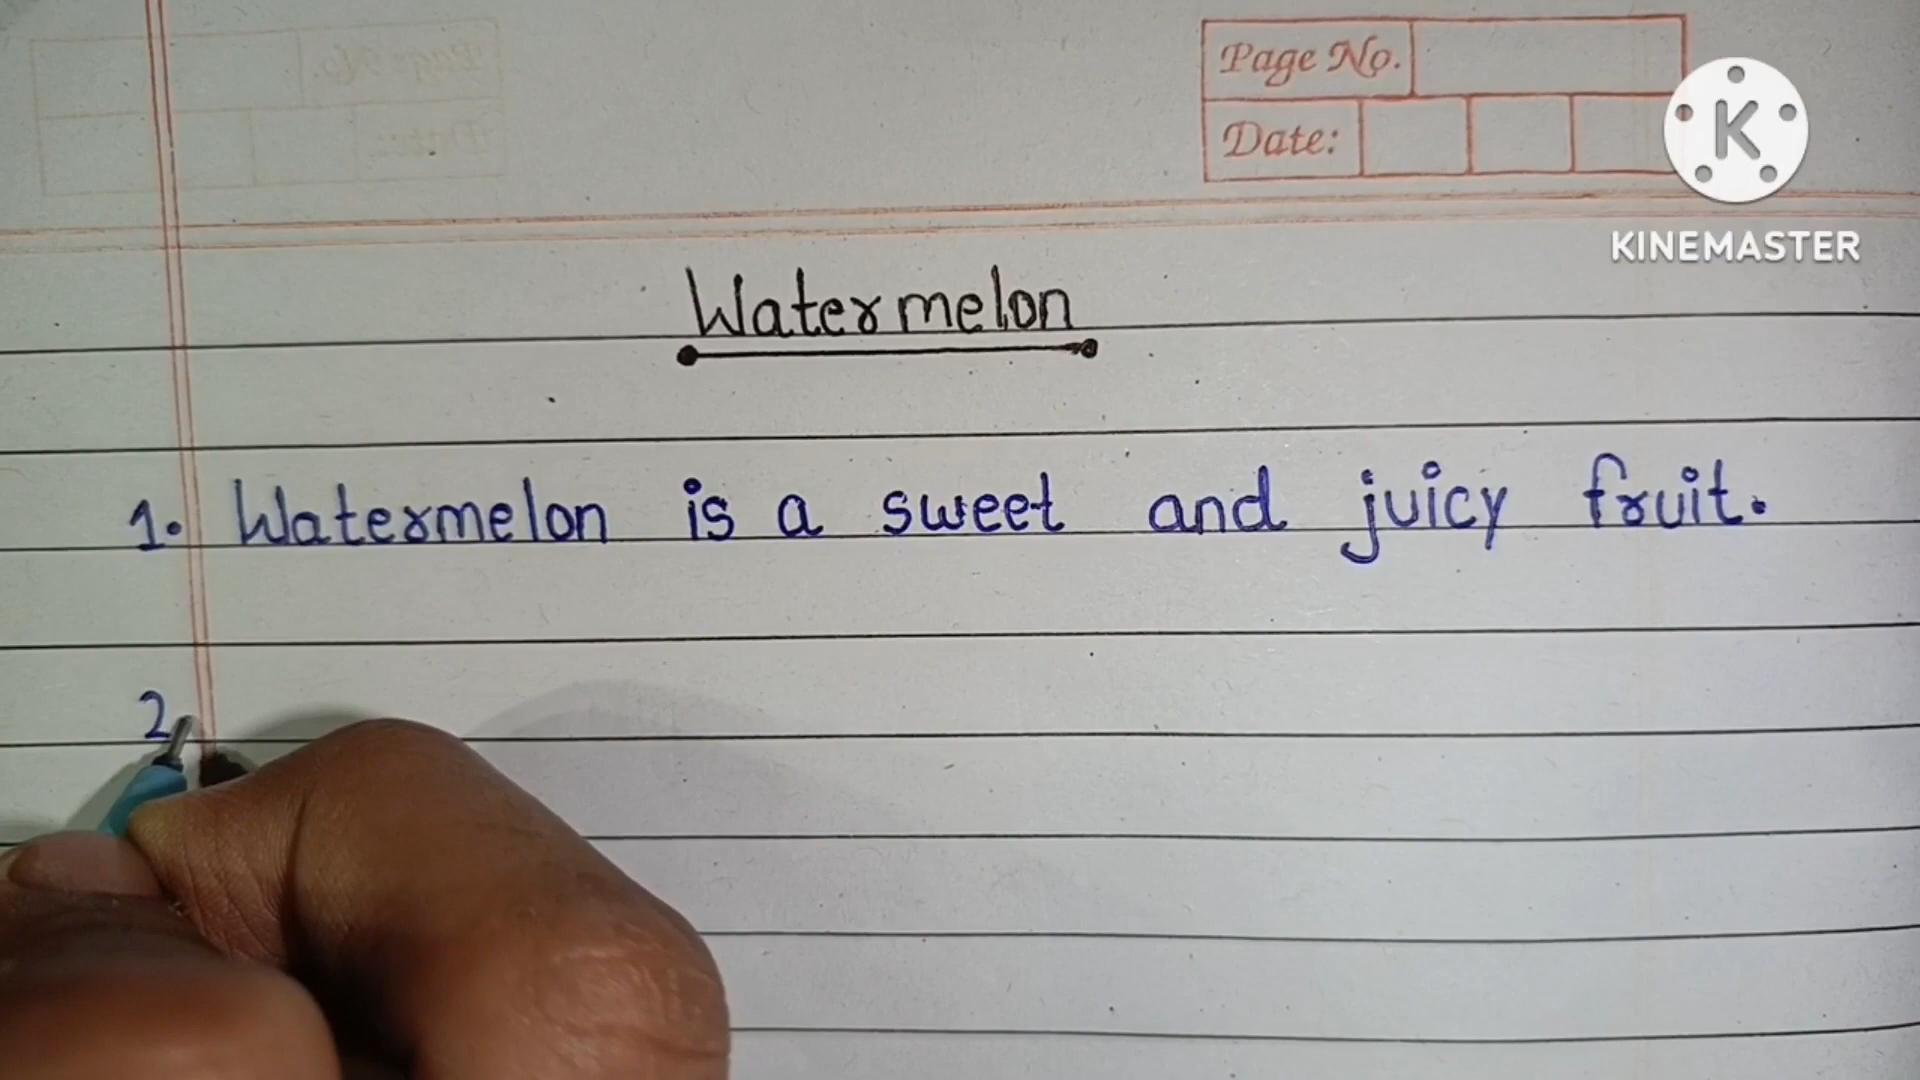 Page No.
Date:
K
KINEMASTER
Watermelon
1. Watermelon is a sweet and juicy fruit.
2